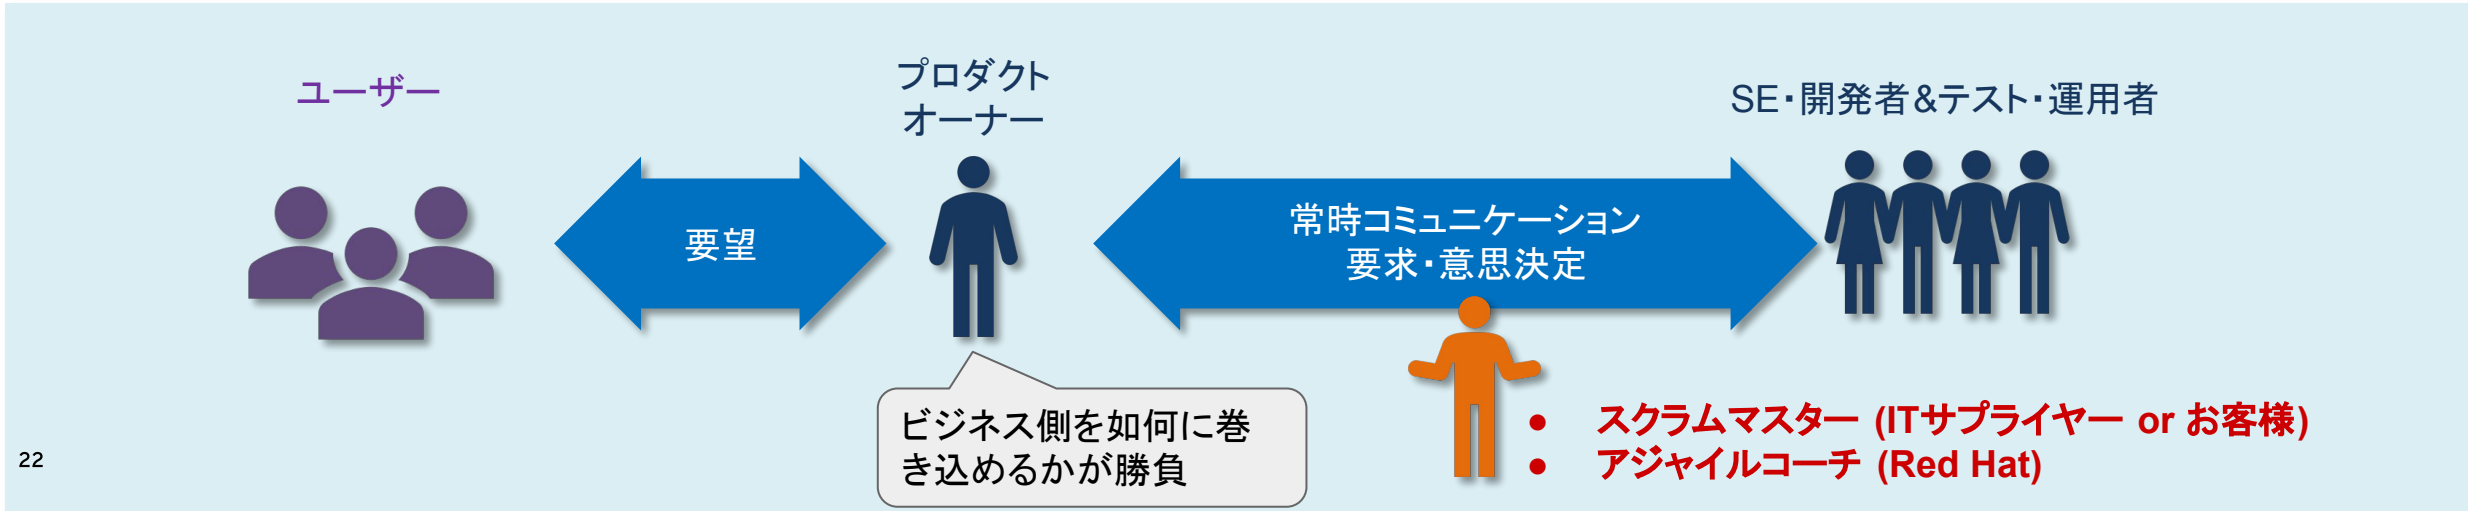 ユーザー
プロダクト
オーナー
SE・開発者&テスト・運用者
要望
常時コミュニケーション
要求・意思決定
ビジネス側を如何に巻
き込めるかが勝負
● スクラムマスター (ITサプライヤー or お客様)
● アジャイルコーチ (Red Hat)
22